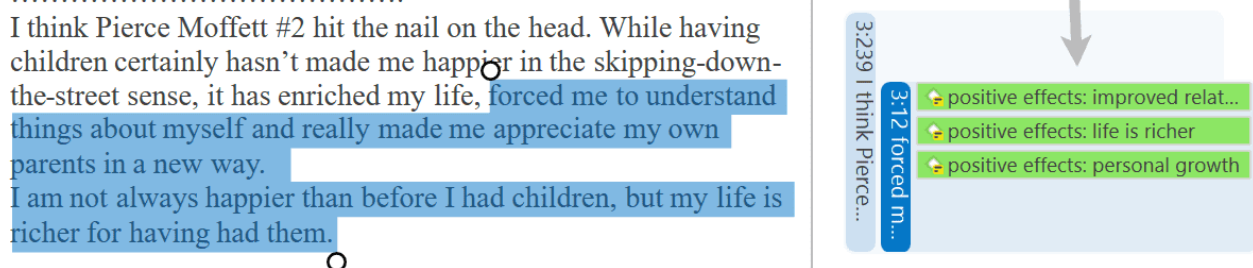 I think Pierce Moffett #2 hit the nail on the head. While having
children certainly hasn't made me happier in the skipping-down-
the-street sense, it has enriched my life, forced me to understand
things about myself and really made me appreciate my own
parents in a new way.
I am not always happier than before I had children, but my life is
richer for having had them.
3:239 I think Pierce...
3:12 forced m...
positive effects: improved relat...
positive effects: life is richer
positive effects: personal growth